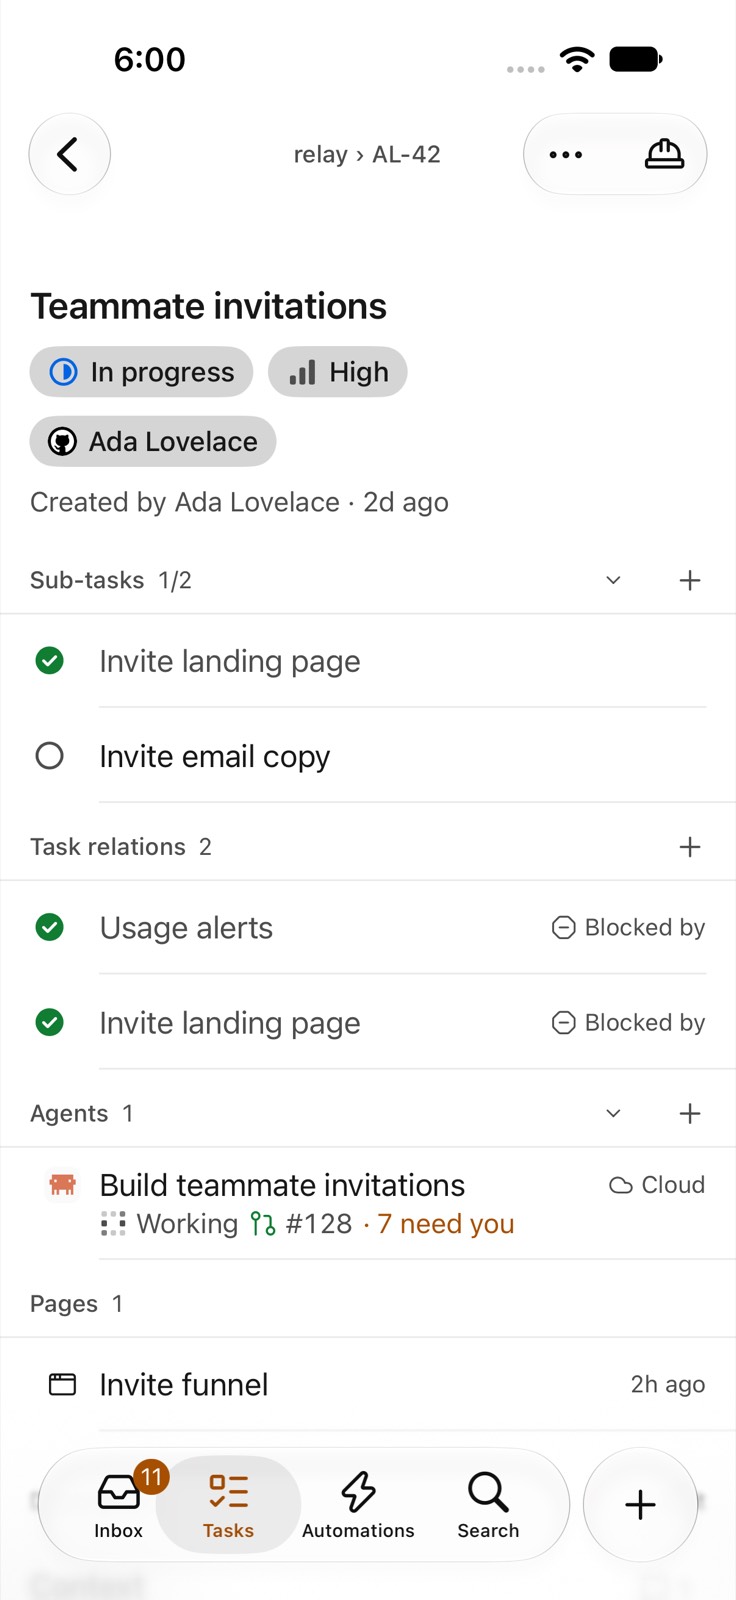 6:00
relay › AL-42
Teammate invitations
In progress
High
Ada Lovelace
Created by Ada Lovelace · 2d ago
Sub-tasks 1/2
Invite landing page
Invite email copy
Task relations 2
Usage alerts Blocked by
Invite landing page Blocked by
Agents 1
Build teammate invitations Cloud
Working #128 · 7 need you
Pages 1
Invite funnel 2h ago
11
Inbox Tasks Automations Search
Context